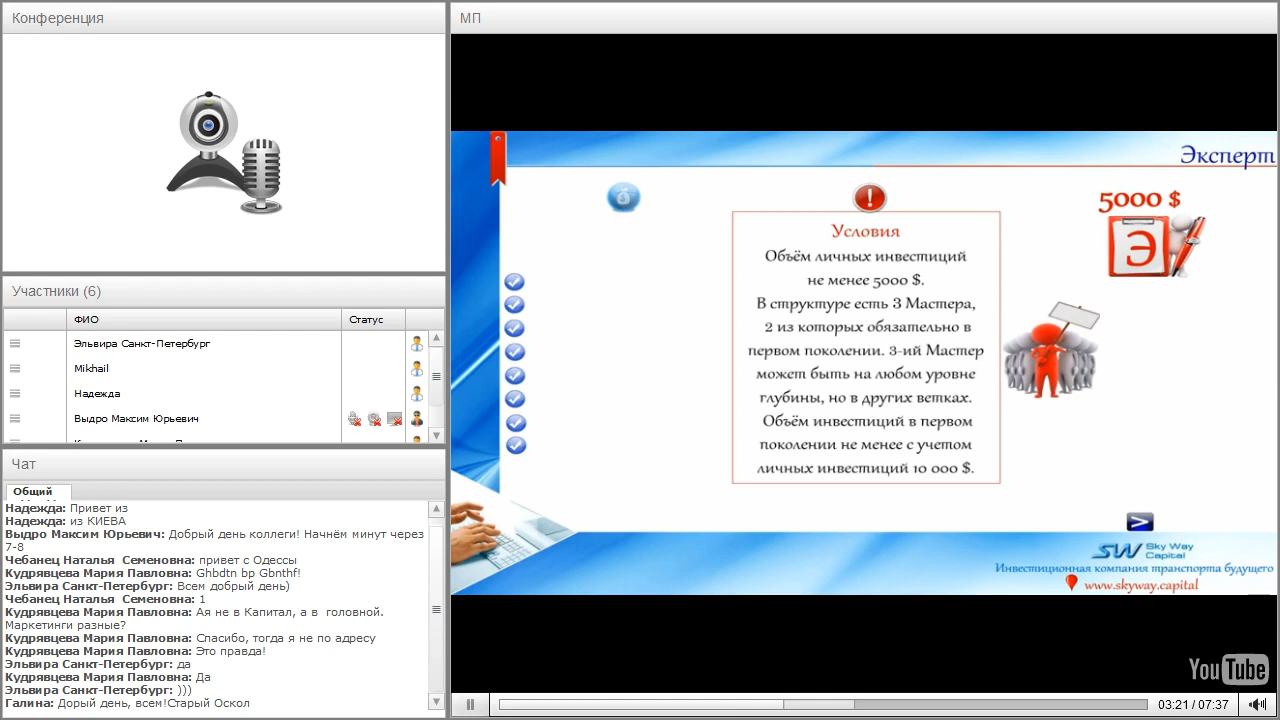 Конференция
Участники (6)
ФИО
Статус
Эльвира Санкт-Петербург
Mikhail
Надежда
Выдро Максим Юрьевич
Чат
Общий
Надежда: Привет из
Надежда: из КИЕВА
Выдро Максим Юрьевич: Добрый день коллеги! Начнём минут через
7-8
Чебанец Наталья Семеновна: привет с Одессы
Кудрявцева Мария Павловна: Ghbdtn bp Gbnthf!
Эльвира Санкт-Петербург: Всем добрый день)
Чебанец Наталья Семеновна: 1
Кудрявцева Мария Павловна: Ая не в Капитал, а в головной.
Маркетинги разные?
Кудрявцева Мария Павловна: Спасибо, тогда я не по адресу
Кудрявцева Мария Павловна: Это правда!
Эльвира Санкт-Петербург: да
Кудрявцева Мария Павловна: Да
Эльвира Санкт-Петербург: )))
Галина: Дорый день, всем!Старый Оскол
МП
Эксперт
5000 $
Э
Условия
Объём личных инвестиций
не менее 5000 $.
В структуре есть 3 Мастера,
2 из которых обязательно в
первом поколении. 3-ий Мастер
может быть на любом уровне
глубины, но в других ветках.
Объём инвестиций в первом
поколении не менее с учетом
личных инвестиций 10 000 $.
SW Sky Way
Capital
Инвестиционная компания транспорта будущего
www.skyway.capital
YouTube
03:21 / 07:37